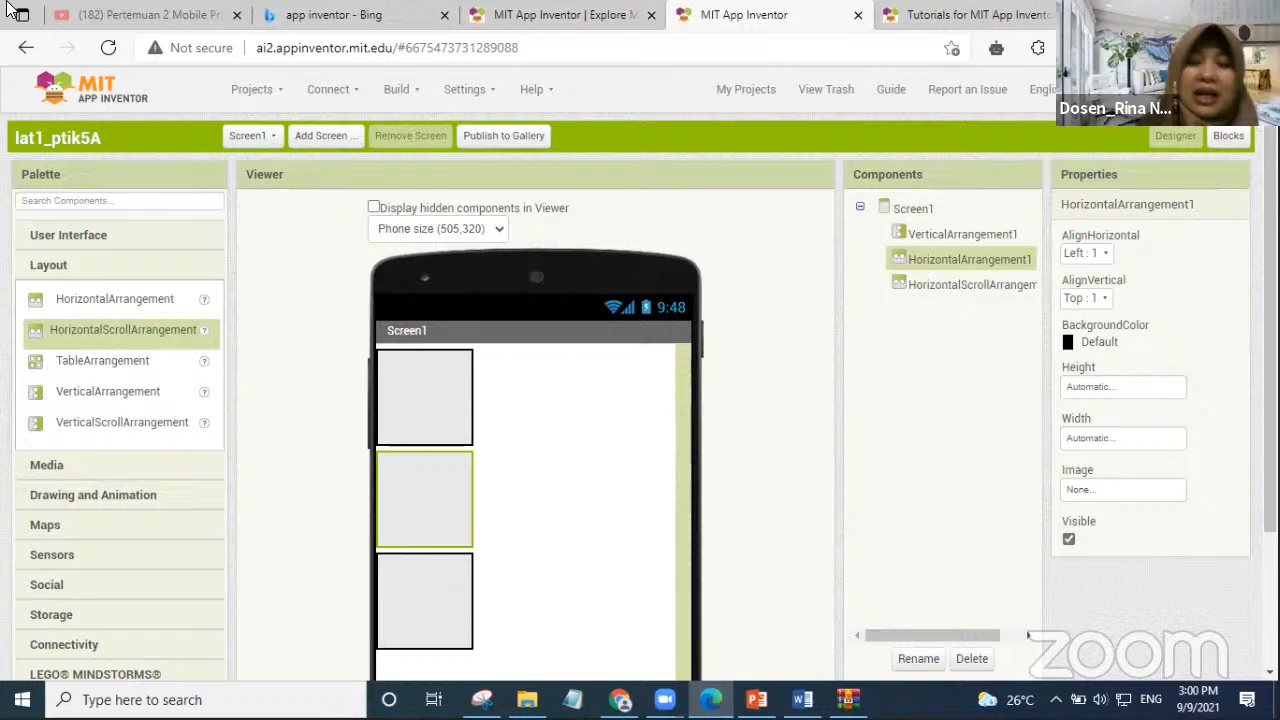 (182) Pertemuan 2 Mobile Pr
app inventor - Bing
MIT App Inventor | Explore M
MIT App Inventor
Tutorials for MIT App Invento
Not secure
ai2.appinventor.mit.edu/#6675473731289088
MIT
APP INVENTOR
Projects
Connect
Build
Settings
Help
My Projects
View Trash
Guide
Report an Issue
Engli
Dosen_Rina N...
lat1_ptik5A
Screen1
Add Screen ...
Remove Screen
Publish to Gallery
Designer
Blocks
Palette
Viewer
Components
Properties
Search Components...
User Interface
Layout
HorizontalArrangement ?
HorizontalScrollArrangement ?
TableArrangement ?
VerticalArrangement ?
VerticalScrollArrangement ?
Media
Drawing and Animation
Maps
Sensors
Social
Storage
Connectivity
LEGO® MINDSTORMS®
Display hidden components in Viewer
Phone size (505,320)
9:48
Screen1
Screen1
VerticalArrangement1
HorizontalArrangement1
HorizontalScrollArrangem
Rename
Delete
HorizontalArrangement1
AlignHorizontal
Left : 1
AlignVertical
Top : 1
BackgroundColor
Default
Height
Automatic...
Width
Automatic...
Image
None...
Visible
zoom
Type here to search
26°C
ENG
3:00 PM
9/9/2021